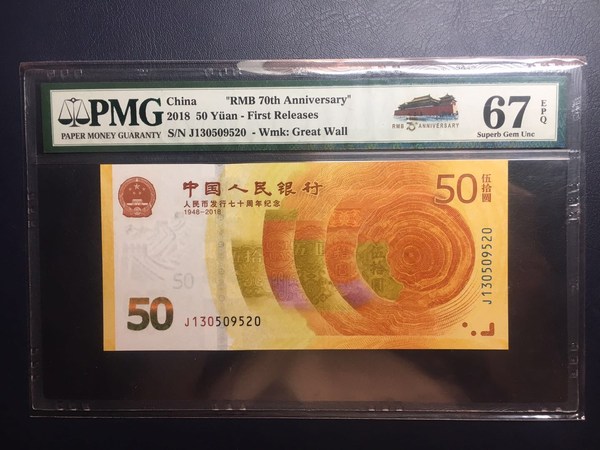 PMG
PAPER MONEY GUARANTY
China "RMB 70th Anniversary"
2018 50 Yüan - First Releases
S/N J130509520 - Wmk: Great Wall
RMB 70 ANNIVERSARY
67 EPQ
Superb Gem Unc
中国人民银行
人民币发行七十周年纪念
1948-2018
50 伍拾圆
50
50
J130509520
J130509520